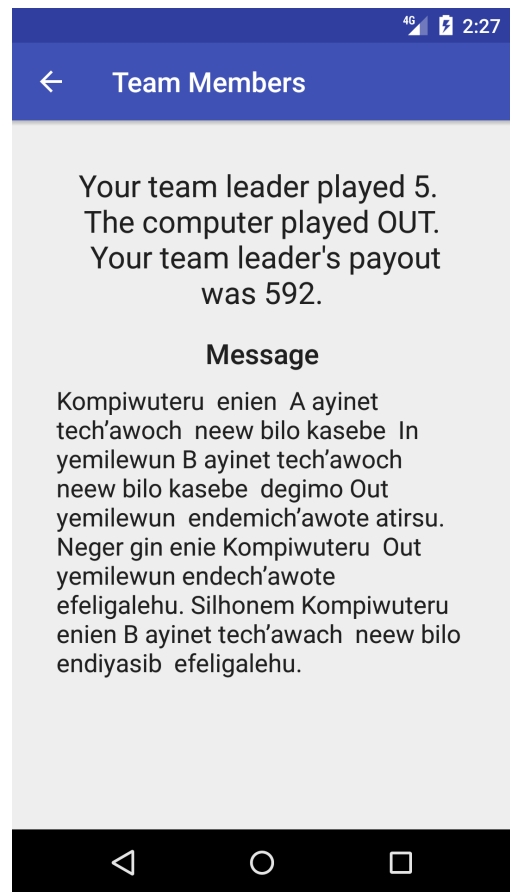 4G 2:27
Team Members
Your team leader played 5.
The computer played OUT.
Your team leader's payout
was 592.
Message
Kompiwuteru enien A ayinet
tech’awoch neew bilo kasebe In
yemilewun B ayinet tech’awoch
neew bilo kasebe degimo Out
yemilewun endemich’awote atirsu.
Neger gin enie Kompiwuteru Out
yemilewun endech’awote
efeligalehu. Silhonem Kompiwuteru
enien B ayinet tech’awach neew bilo
endiyasib efeligalehu.